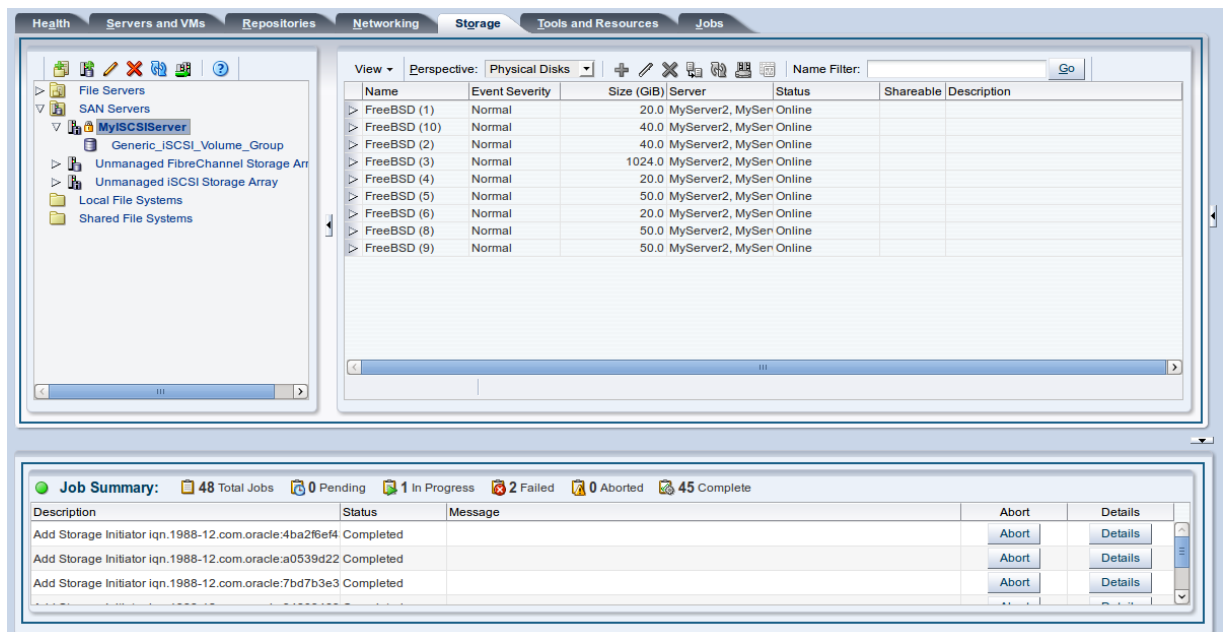 Health Servers and VMs Repositories Networking Storage Tools and Resources Jobs
File Servers
SAN Servers
MyISCSIServer
Generic_iSCSI_Volume_Group
Unmanaged FibreChannel Storage Arr
Unmanaged iSCSI Storage Array
Local File Systems
Shared File Systems
View Perspective: Physical Disks Name Filter: Go
Name Event Severity Size (GiB) Server Status Shareable Description
FreeBSD (1) Normal 20.0 MyServer2, MySer Online
FreeBSD (10) Normal 40.0 MyServer2, MySer Online
FreeBSD (2) Normal 40.0 MyServer2, MySer Online
FreeBSD (3) Normal 1024.0 MyServer2, MySer Online
FreeBSD (4) Normal 20.0 MyServer2, MySer Online
FreeBSD (5) Normal 50.0 MyServer2, MySer Online
FreeBSD (6) Normal 20.0 MyServer2, MySer Online
FreeBSD (8) Normal 50.0 MyServer2, MySer Online
FreeBSD (9) Normal 50.0 MyServer2, MySer Online
Job Summary: 48 Total Jobs 0 Pending 1 In Progress 2 Failed 0 Aborted 45 Complete
Description Status Message Abort Details
Add Storage Initiator iqn.1988-12.com.oracle:4ba2f6ef4 Completed Abort Details
Add Storage Initiator iqn.1988-12.com.oracle:a0539d22 Completed Abort Details
Add Storage Initiator iqn.1988-12.com.oracle:7bd7b3e3 Completed Abort Details